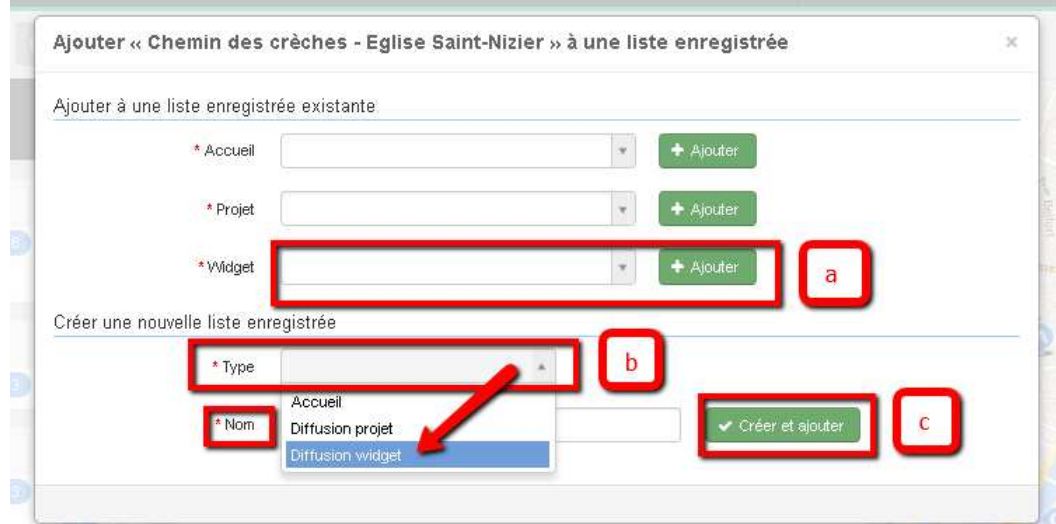 Ajouter « Chemin des crèches - Eglise Saint-Nizier » à une liste enregistrée ×
Ajouter à une liste enregistrée existante
* Accueil + Ajouter
* Projet + Ajouter
* Widget + Ajouter a
Créer une nouvelle liste enregistrée
* Type b
Accueil
* Nom Diffusion projet ✔ Créer et ajouter c
Diffusion widget